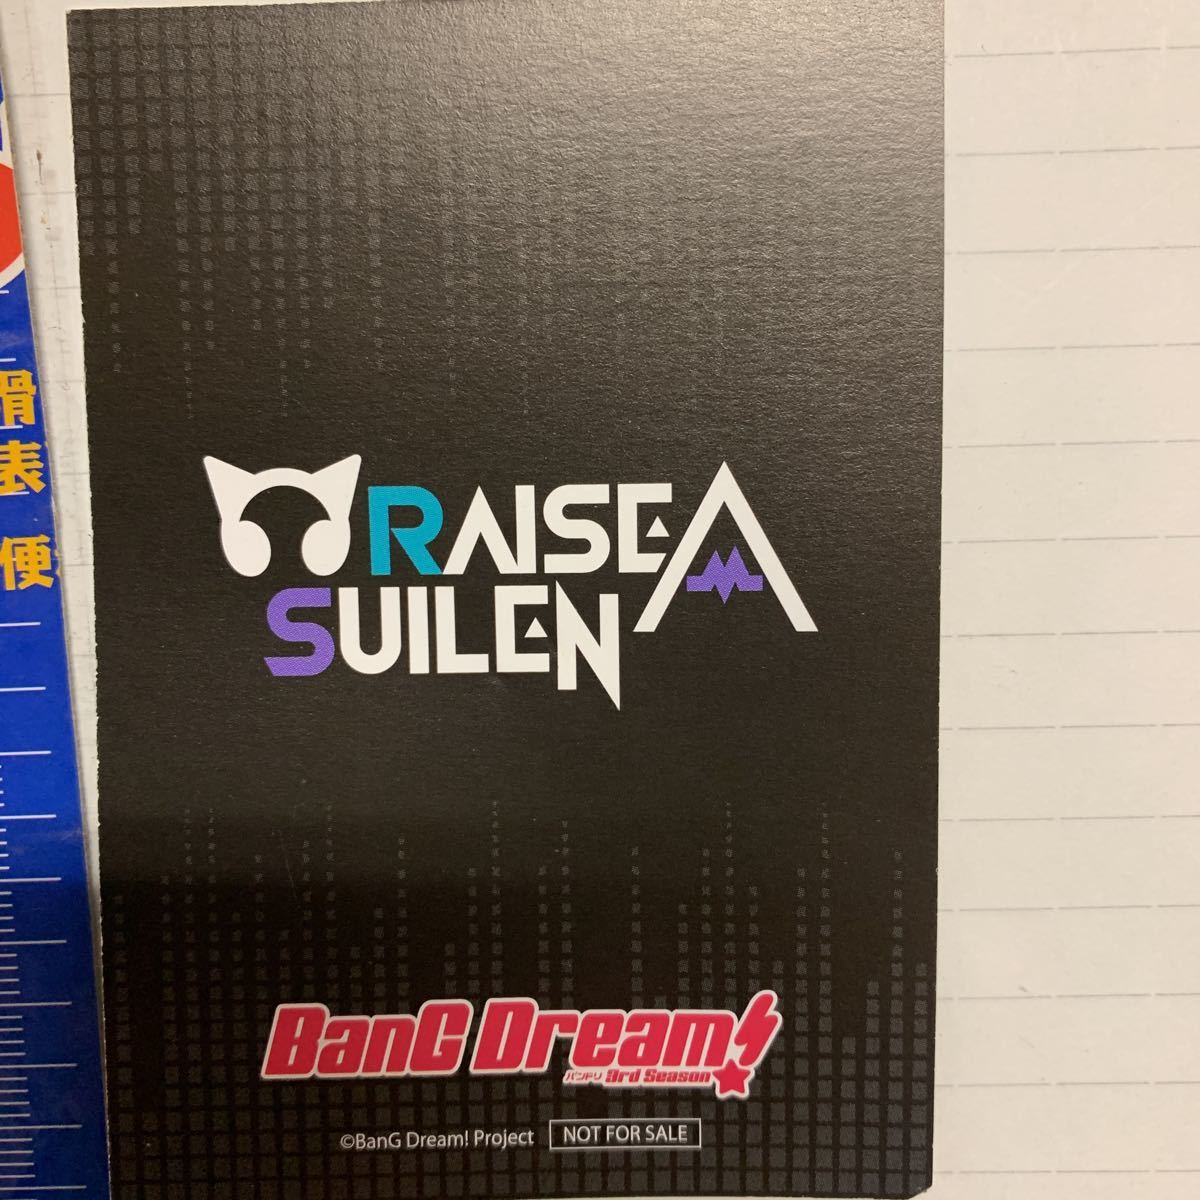 RAISE A
SUILEN
BanG Dream!
バンドリ 3rd Season
©BanG Dream! Project
NOT FOR SALE
滑
表
便